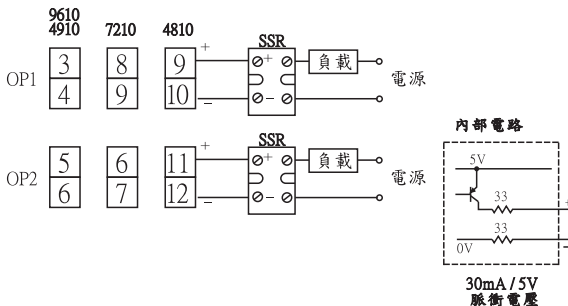 9610
4910 7210 4810
OP1 3 8 9 + SSR + 負載 電源
4 9 10 − −
OP2 5 6 11 + SSR + 負載 電源
6 7 12 − −
內部電路
5V
33 +
33
0V −
30mA / 5V
脈衝電壓